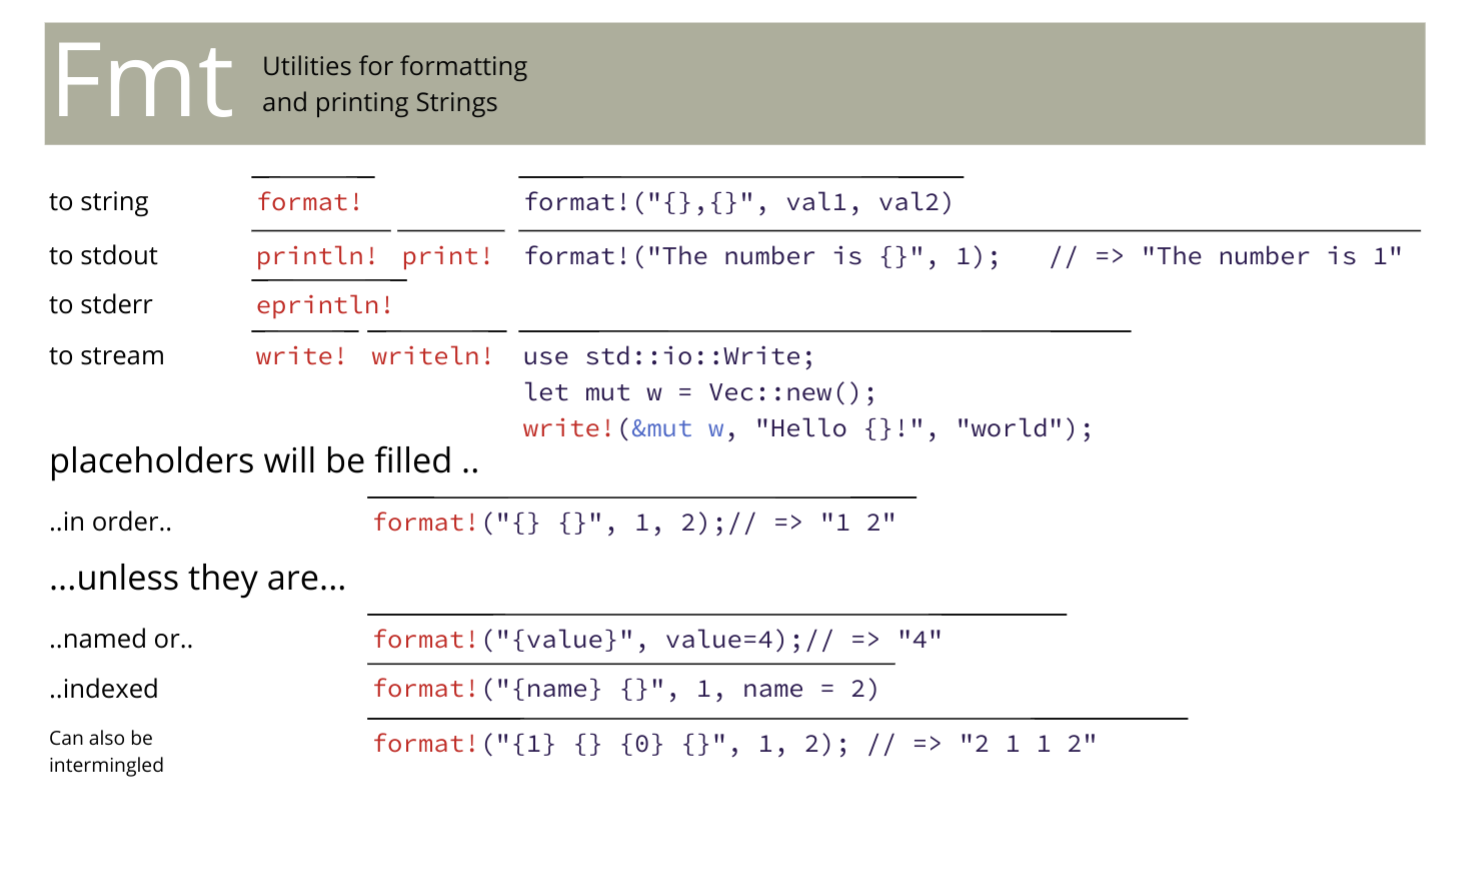 Fmt
Utilities for formatting
and printing Strings
to string format! format!("{},{}", val1, val2)
to stdout println! print! format!("The number is {}", 1); // => "The number is 1"
to stderr eprintln!
to stream write! writeln! use std::io::Write;
let mut w = Vec::new();
write!(&mut w, "Hello {}!", "world");
placeholders will be filled ..
..in order.. format!("{} {}", 1, 2);// => "1 2"
...unless they are...
..named or.. format!("{value}", value=4);// => "4"
..indexed format!("{name} {}", 1, name = 2)
Can also be
intermingled format!("{1} {} {0} {}", 1, 2); // => "2 1 1 2"